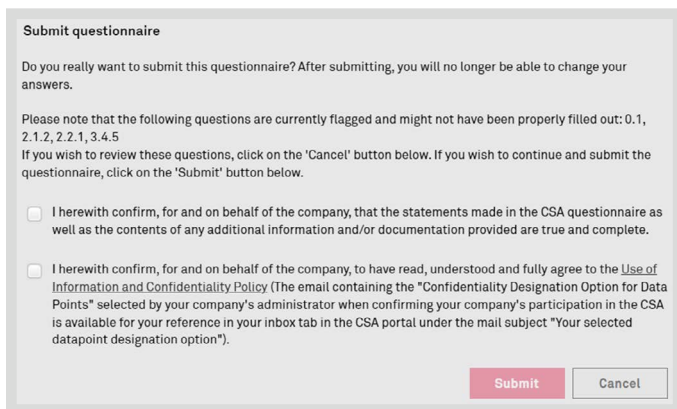 Submit questionnaire
Do you really want to submit this questionnaire? After submitting, you will no longer be able to change your
answers.
Please note that the following questions are currently flagged and might not have been properly filled out: 0.1,
2.1.2, 2.2.1, 3.4.5
If you wish to review these questions, click on the 'Cancel' button below. If you wish to continue and submit the
questionnaire, click on the 'Submit' button below.
I herewith confirm, for and on behalf of the company, that the statements made in the CSA questionnaire as
well as the contents of any additional information and/or documentation provided are true and complete.
I herewith confirm, for and on behalf of the company, to have read, understood and fully agree to the Use of
Information and Confidentiality Policy (The email containing the "Confidentiality Designation Option for Data
Points" selected by your company's administrator when confirming your company's participation in the CSA
is available for your reference in your inbox tab in the CSA portal under the mail subject "Your selected
datapoint designation option").
Submit
Cancel